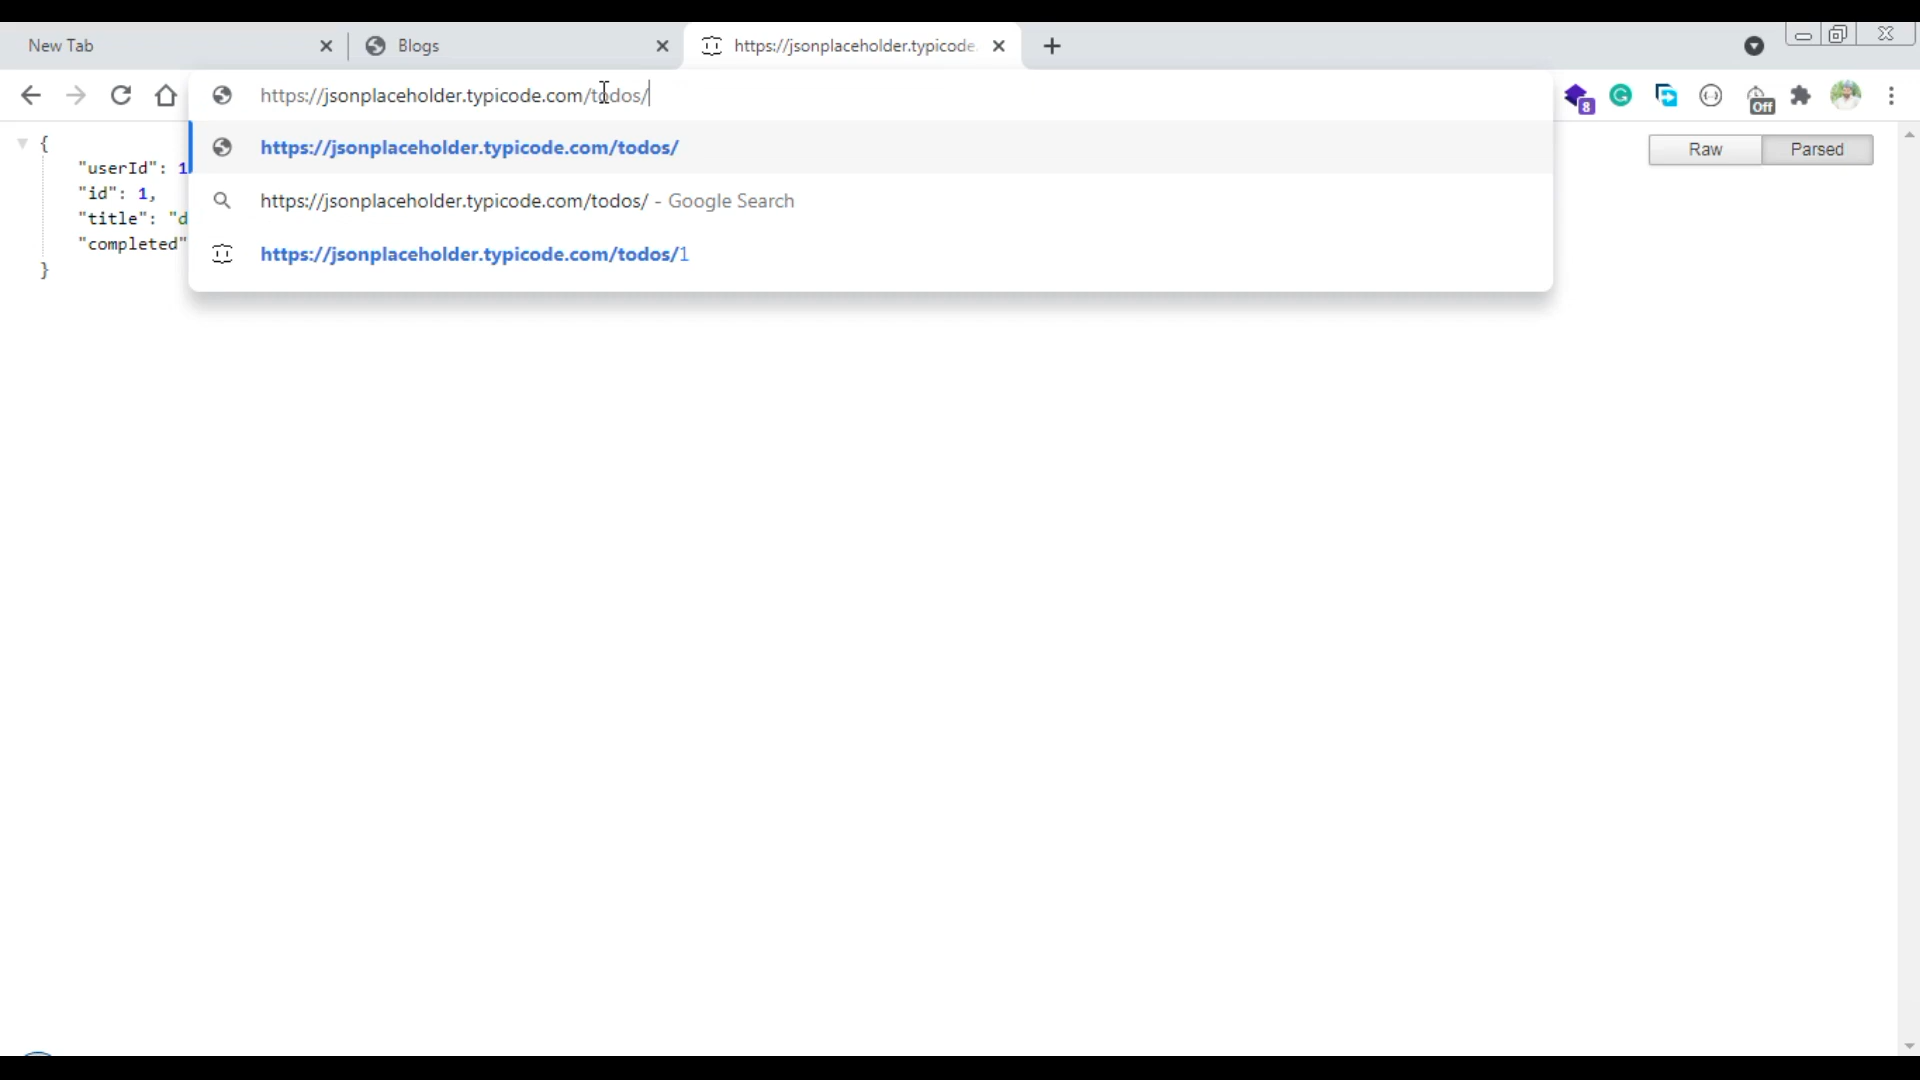 New Tab
Blogs
https://jsonplaceholder.typicode.
https://jsonplaceholder.typicode.com/todos/
8
Off
https://jsonplaceholder.typicode.com/todos/
https://jsonplaceholder.typicode.com/todos/ - Google Search
https://jsonplaceholder.typicode.com/todos/1
Raw
Parsed
{
"userId": 1
"id": 1,
"title": "d
"completed"
}